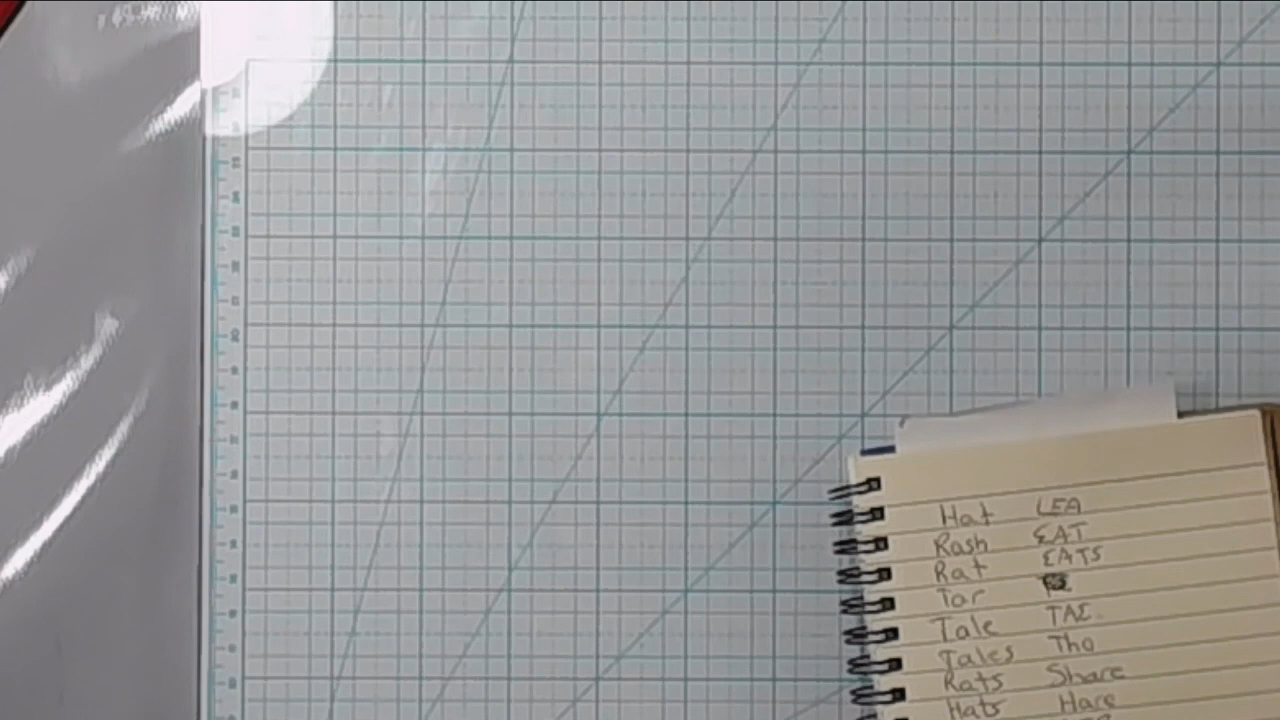 Hat LEA
Rash EAT
Rat EATS
Tar
Tale TAE
Tales Tho
Rats Share
Hats Hare